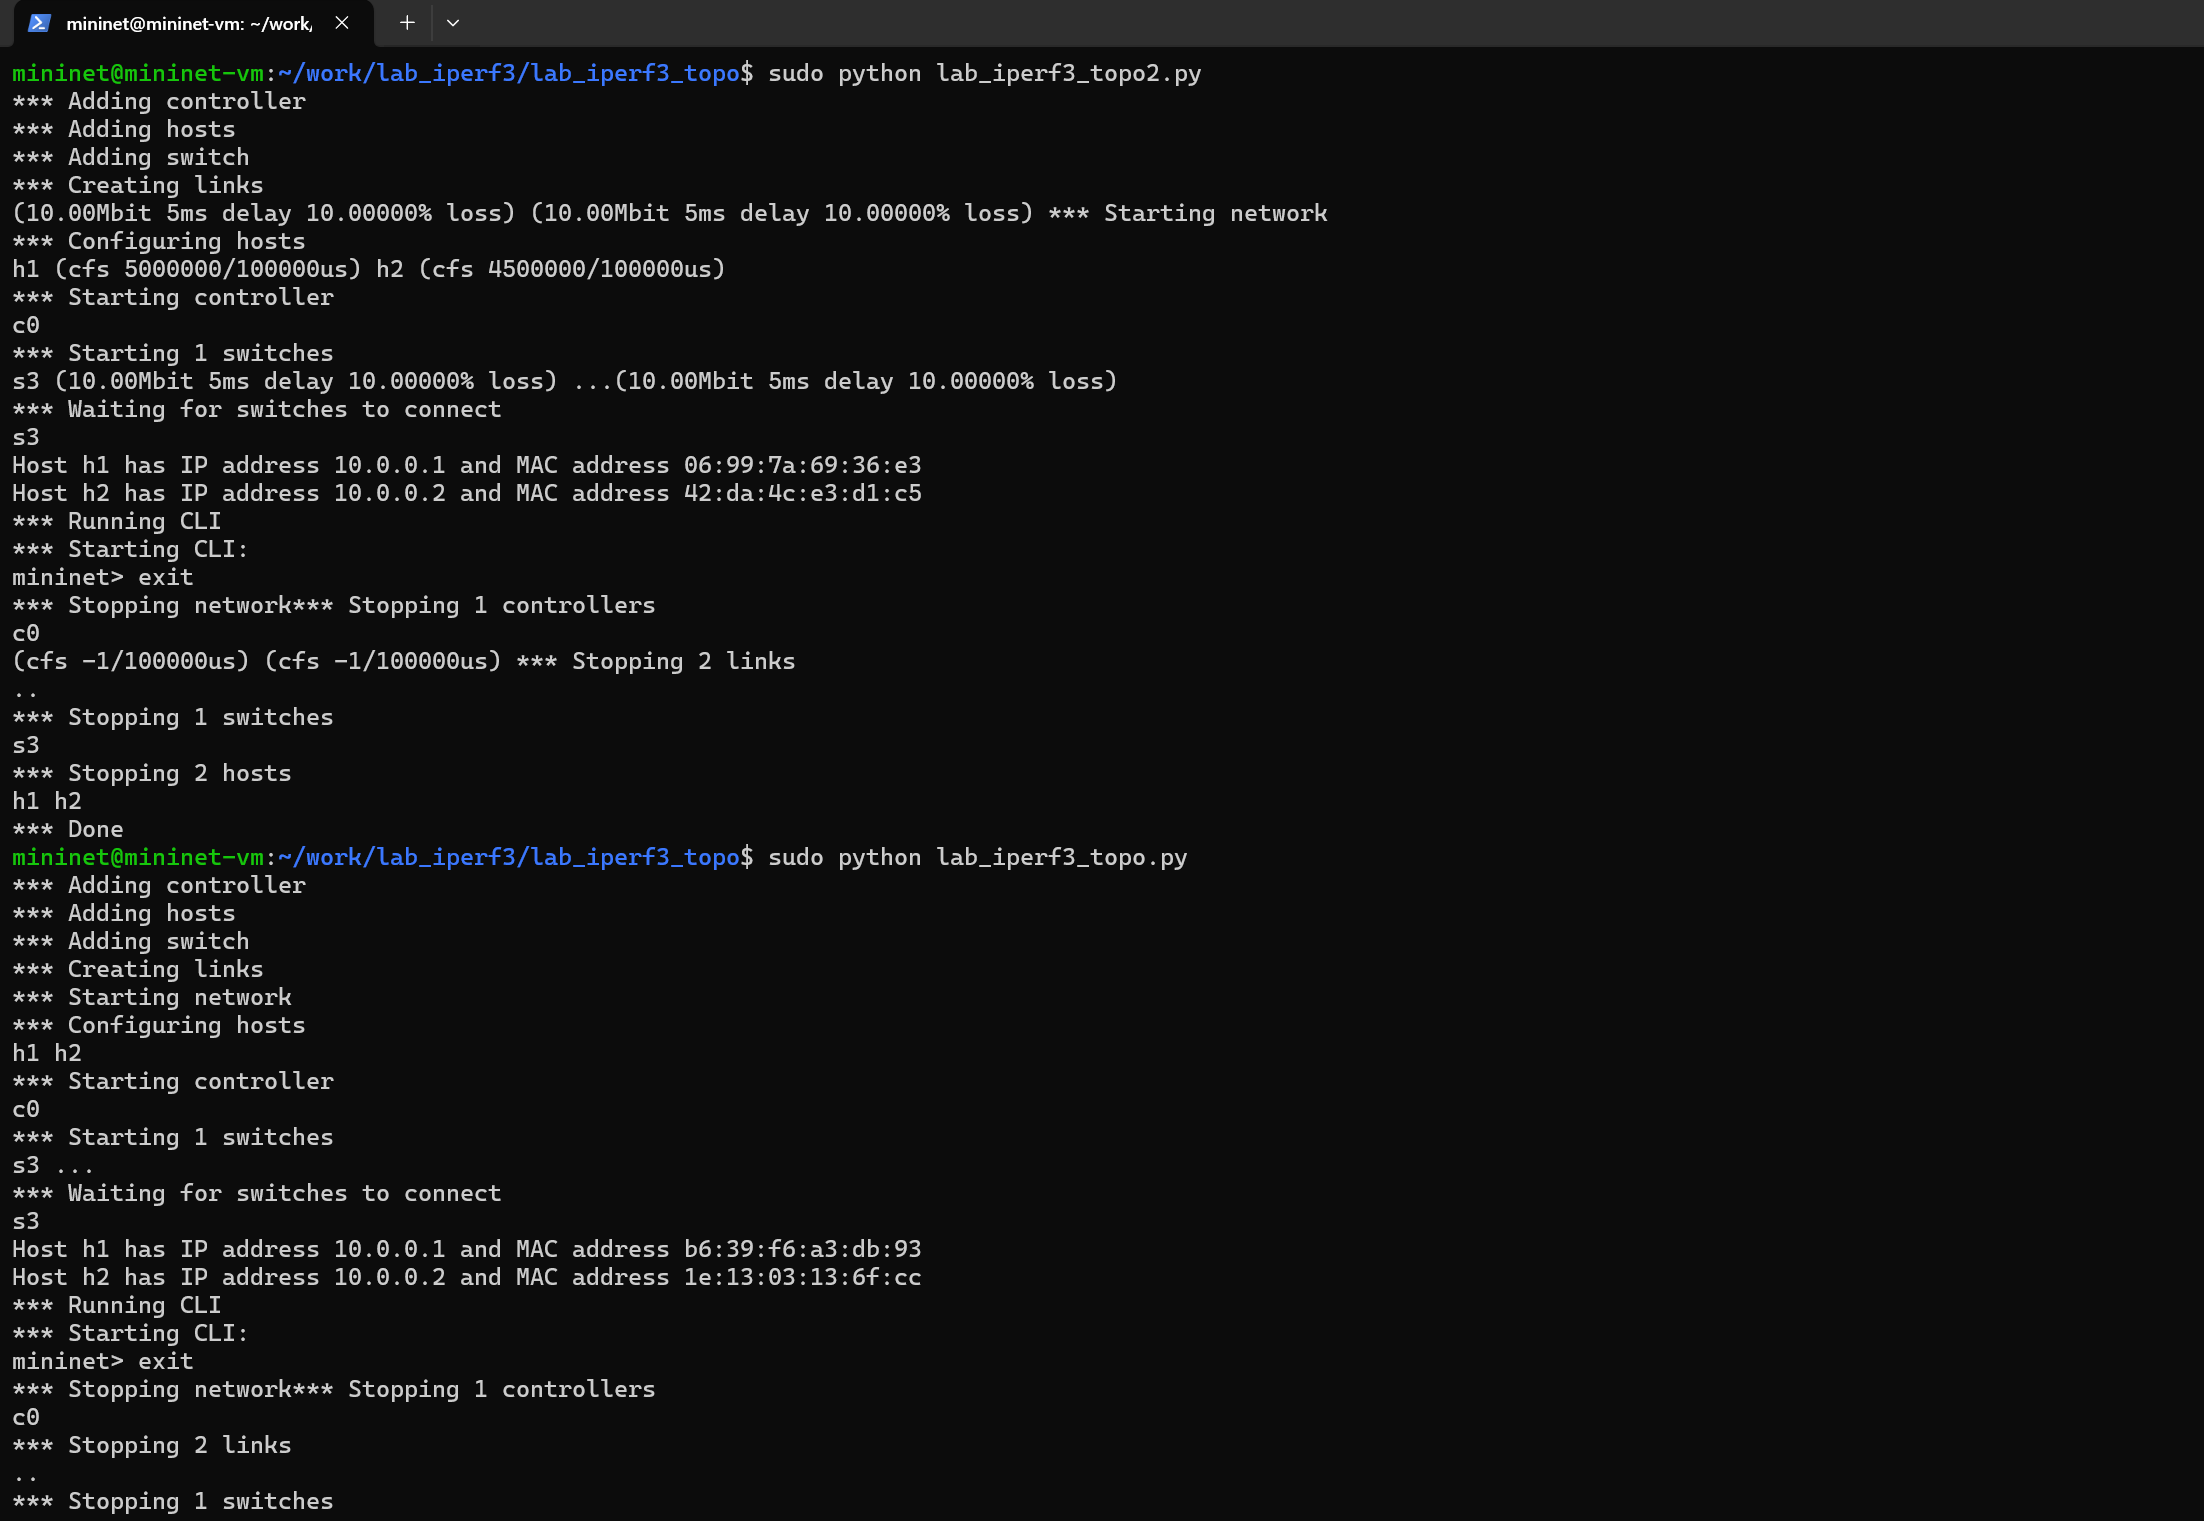 mininet@mininet-vm: ~/work/
mininet@mininet-vm:~/work/lab_iperf3/lab_iperf3_topo$ sudo python lab_iperf3_topo2.py
*** Adding controller
*** Adding hosts
*** Adding switch
*** Creating links
(10.00Mbit 5ms delay 10.00000% loss) (10.00Mbit 5ms delay 10.00000% loss) *** Starting network
*** Configuring hosts
h1 (cfs 5000000/100000us) h2 (cfs 4500000/100000us)
*** Starting controller
c0
*** Starting 1 switches
s3 (10.00Mbit 5ms delay 10.00000% loss) ...(10.00Mbit 5ms delay 10.00000% loss)
*** Waiting for switches to connect
s3
Host h1 has IP address 10.0.0.1 and MAC address 06:99:7a:69:36:e3
Host h2 has IP address 10.0.0.2 and MAC address 42:da:4c:e3:d1:c5
*** Running CLI
*** Starting CLI:
mininet> exit
*** Stopping network*** Stopping 1 controllers
c0
(cfs -1/100000us) (cfs -1/100000us) *** Stopping 2 links
..
*** Stopping 1 switches
s3
*** Stopping 2 hosts
h1 h2
*** Done
mininet@mininet-vm:~/work/lab_iperf3/lab_iperf3_topo$ sudo python lab_iperf3_topo.py
*** Adding controller
*** Adding hosts
*** Adding switch
*** Creating links
*** Starting network
*** Configuring hosts
h1 h2
*** Starting controller
c0
*** Starting 1 switches
s3 ...
*** Waiting for switches to connect
s3
Host h1 has IP address 10.0.0.1 and MAC address b6:39:f6:a3:db:93
Host h2 has IP address 10.0.0.2 and MAC address 1e:13:03:13:6f:cc
*** Running CLI
*** Starting CLI:
mininet> exit
*** Stopping network*** Stopping 1 controllers
c0
*** Stopping 2 links
..
*** Stopping 1 switches